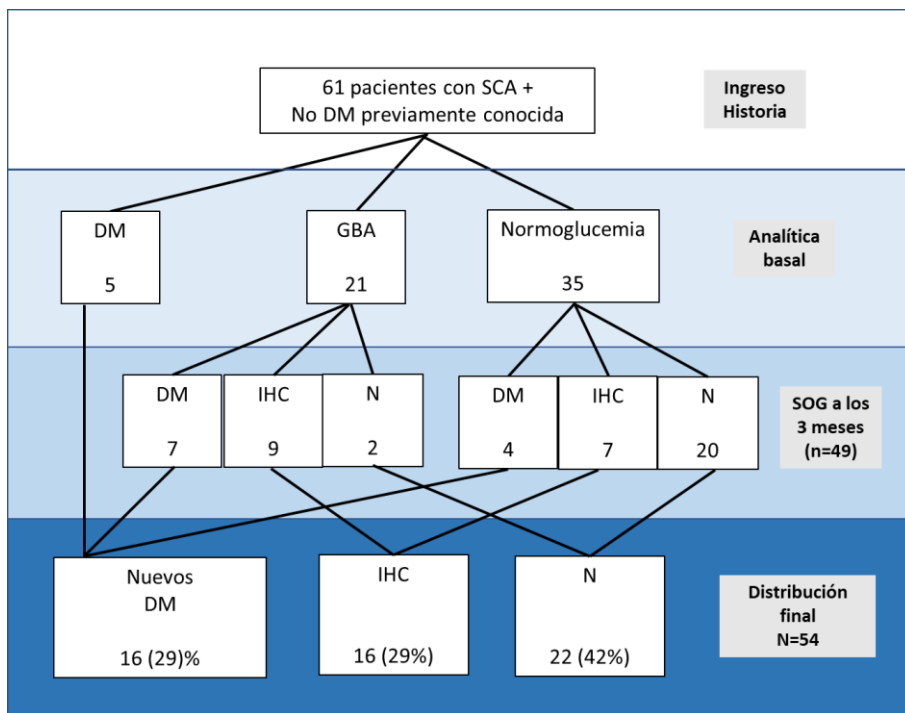 61 pacientes con SCA +
No DM previamente conocida
Ingreso
Historia
DM
5
GBA
21
Normoglucemia
35
Analítica
basal
DM
7
IHC
9
N
2
DM
4
IHC
7
N
20
SOG a los
3 meses
(n=49)
Nuevos
DM
16 (29)%
IHC
16 (29%)
N
22 (42%)
Distribución
final
N=54